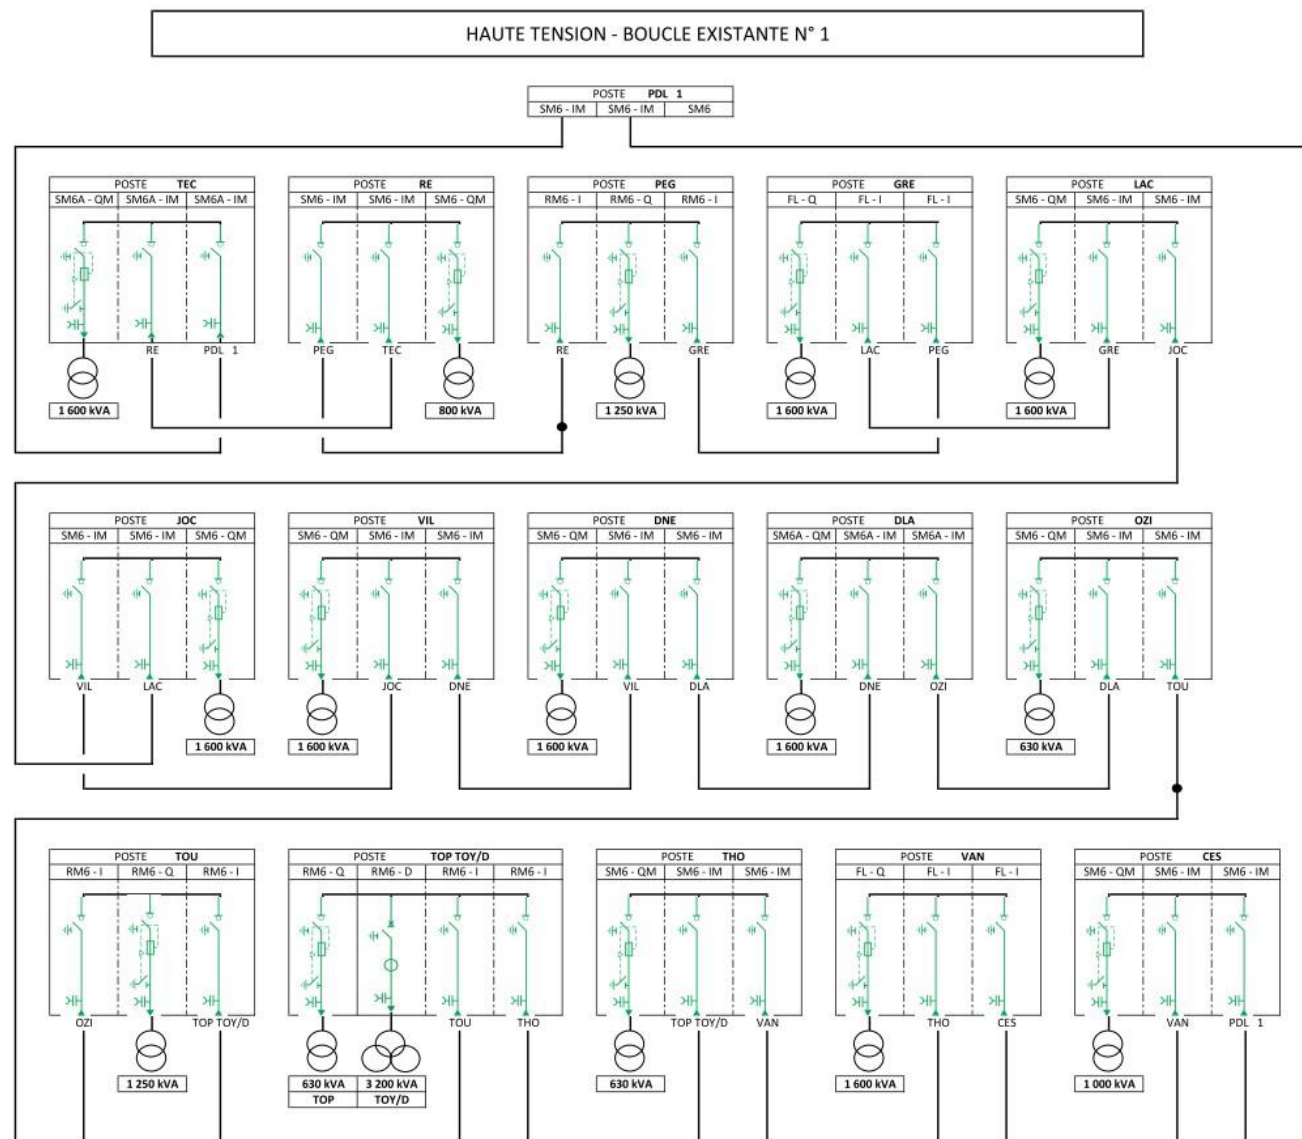 HAUTE TENSION - BOUCLE EXISTANTE N° 1
POSTE PDL 1
SM6 - IM SM6 - IM SM6
POSTE TEC
SM6A - QM SM6A - IM SM6A - IM
RE PDL 1
1 600 kVA
POSTE RE
SM6 - IM SM6 - IM SM6 - QM
PEG TEC
800 kVA
POSTE PEG
RM6 - I RM6 - Q RM6 - I
RE GRE
1 250 kVA
POSTE GRE
FL - Q FL - I FL - I
LAC PEG
1 600 kVA
POSTE LAC
SM6 - QM SM6 - IM SM6 - IM
GRE JOC
1 600 kVA
POSTE JOC
SM6 - IM SM6 - IM SM6 - QM
VIL LAC
1 600 kVA
POSTE VIL
SM6 - QM SM6 - IM SM6 - IM
JOC DNE
1 600 kVA
POSTE DNE
SM6 - QM SM6 - IM SM6 - IM
VIL DLA
1 600 kVA
POSTE DLA
SM6A - QM SM6A - IM SM6A - IM
DNE OZI
1 600 kVA
POSTE OZI
SM6 - QM SM6 - IM SM6 - IM
DLA TOU
630 kVA
POSTE TOU
RM6 - I RM6 - Q RM6 - I
OZI TOP TOY/D
1 250 kVA
POSTE TOP TOY/D
RM6 - Q RM6 - D RM6 - I RM6 - I
TOU THO
630 kVA 3 200 kVA
TOP TOY/D
POSTE THO
SM6 - QM SM6 - IM SM6 - IM
TOP TOY/D VAN
630 kVA
POSTE VAN
FL - Q FL - I FL - I
THO CES
1 600 kVA
POSTE CES
SM6 - QM SM6 - IM SM6 - IM
VAN PDL 1
1 000 kVA